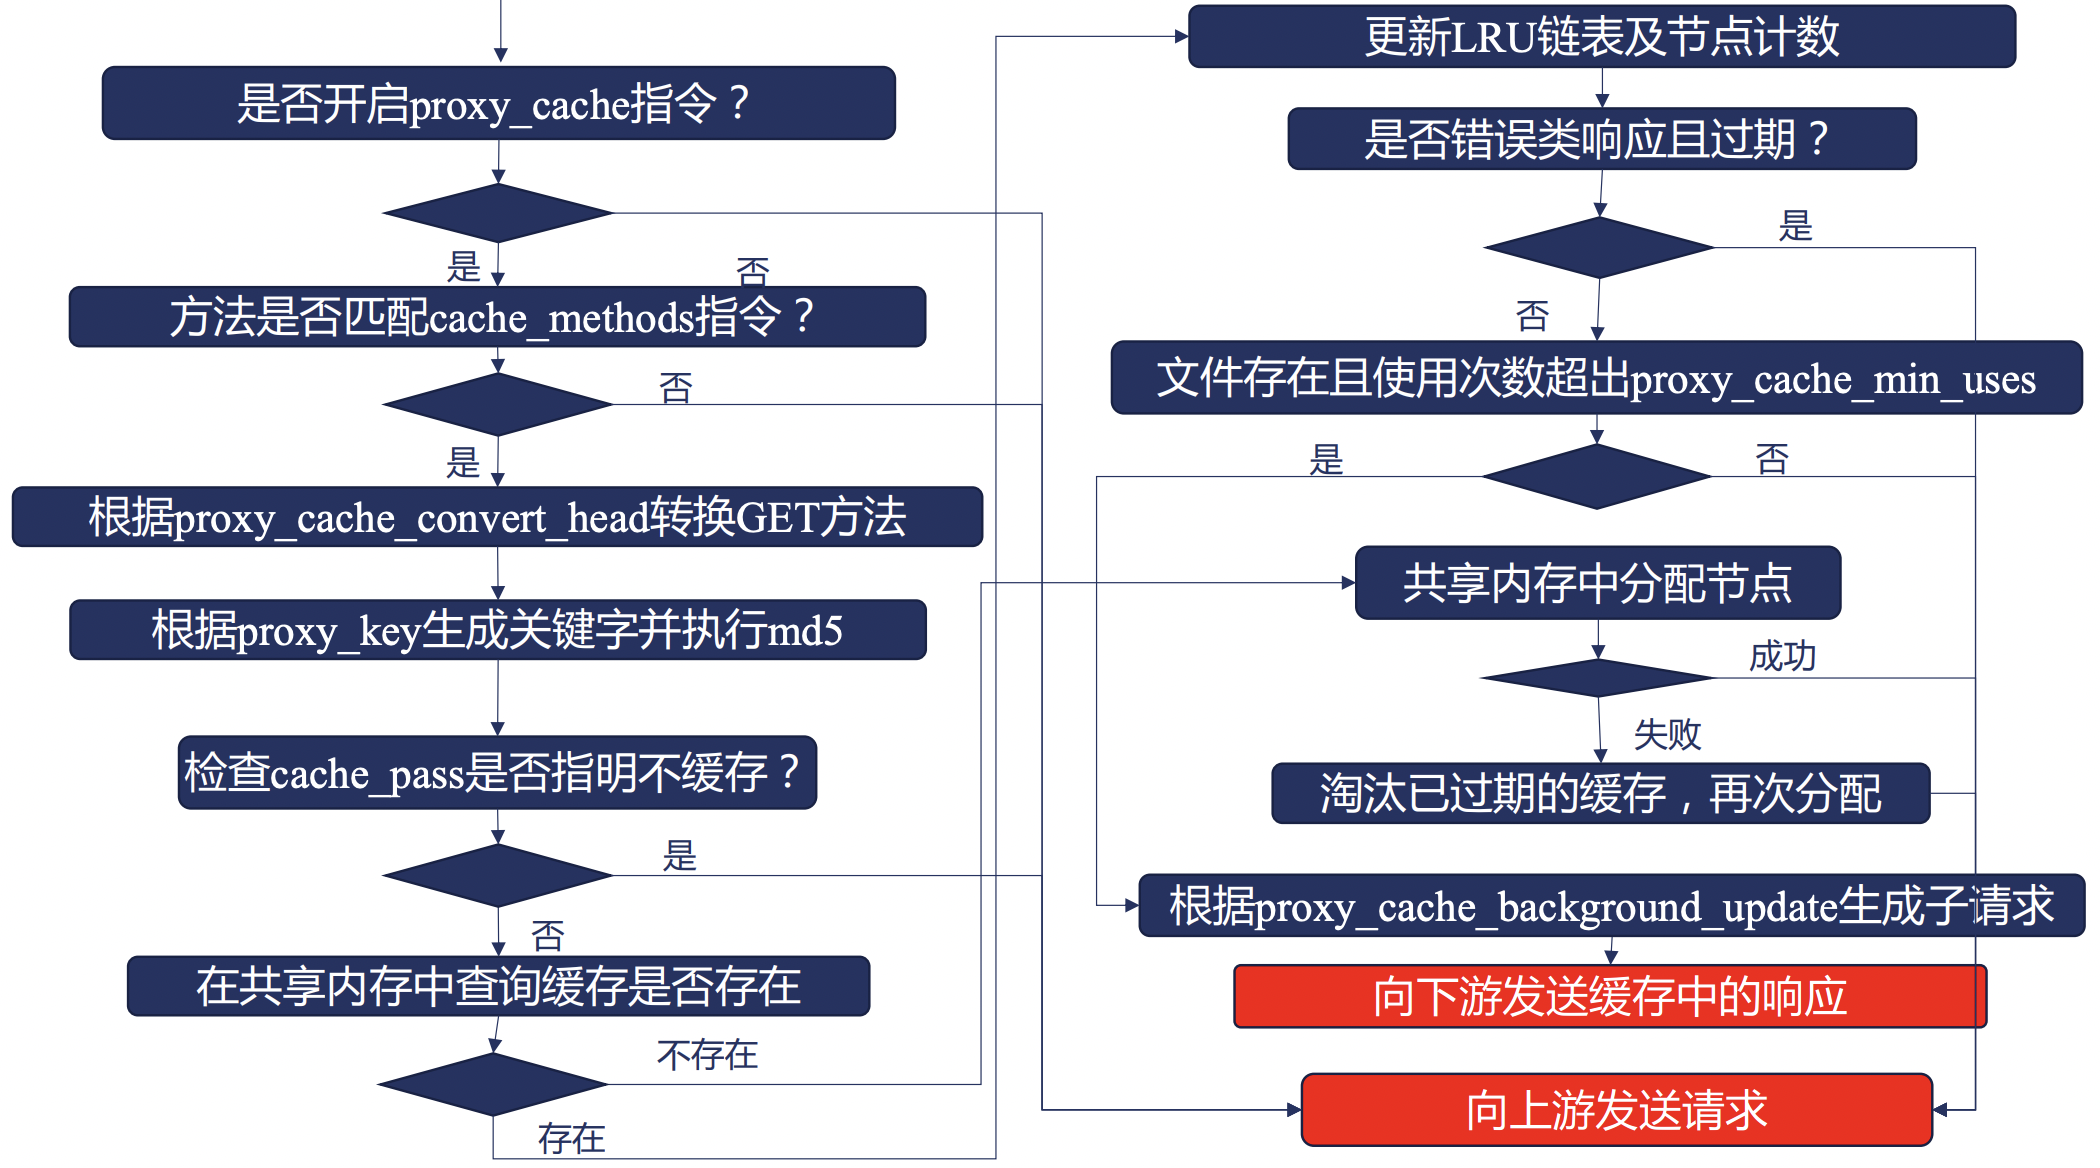 是否开启proxy_cache指令？
是
否
方法是否匹配cache_methods指令？
否
是
根据proxy_cache_convert_head转换GET方法
根据proxy_key生成关键字并执行md5
检查cache_pass是否指明不缓存？
是
否
在共享内存中查询缓存是否存在
不存在
存在
更新LRU链表及节点计数
是否错误类响应且过期？
是
否
文件存在且使用次数超出proxy_cache_min_uses
是
否
共享内存中分配节点
成功
失败
淘汰已过期的缓存，再次分配
根据proxy_cache_background_update生成子请求
向下游发送缓存中的响应
向上游发送请求